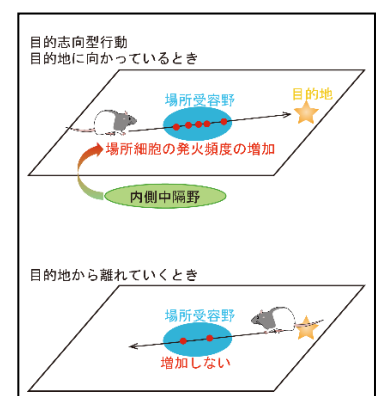 目的志向型行動
目的地に向かっているとき
場所受容野
目的地
場所細胞の発火頻度の増加
内側中隔野
目的地から離れていくとき
場所受容野
増加しない